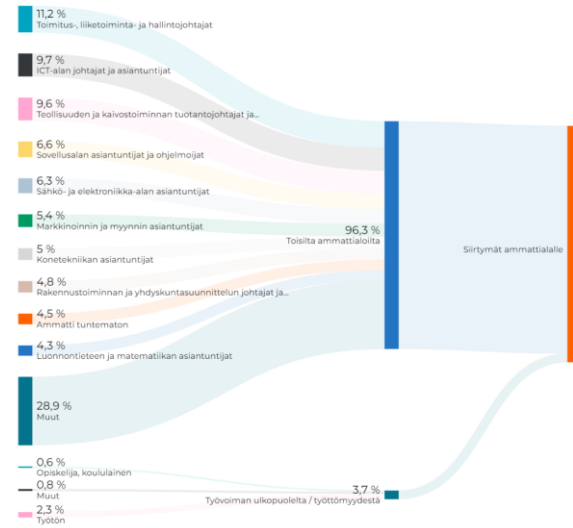 11,2 %
Toimitus-, liiketoiminta- ja hallintojohtajat
9,7 %
ICT-alan johtajat ja asiantuntijat
9,6 %
Teollisuuden ja kaivostoiminnan tuotantojohtajat ja...
6,6 %
Sovellusalan asiantuntijat ja ohjelmoijat
6,3 %
Sähkö- ja elektroniikka-alan asiantuntijat
5,4 %
Markkinoinnin ja myynnin asiantuntijat
5 %
Konetekniikan asiantuntijat
4,8 %
Rakennustoiminnan ja yhdyskuntasuunnittelun johtajat ja...
4,5 %
Ammatti tuntematon
4,3 %
Luonnontieteen ja matematiikan asiantuntijat
28,9 %
Muut
0,6 %
Opiskelija, koululainen
0,8 %
Muut
2,3 %
Työtön
96,3 %
Toisilta ammattialoilta
3,7 %
Työvoiman ulkopuolelta / työttömyydestä
Siirtymät ammattialalle